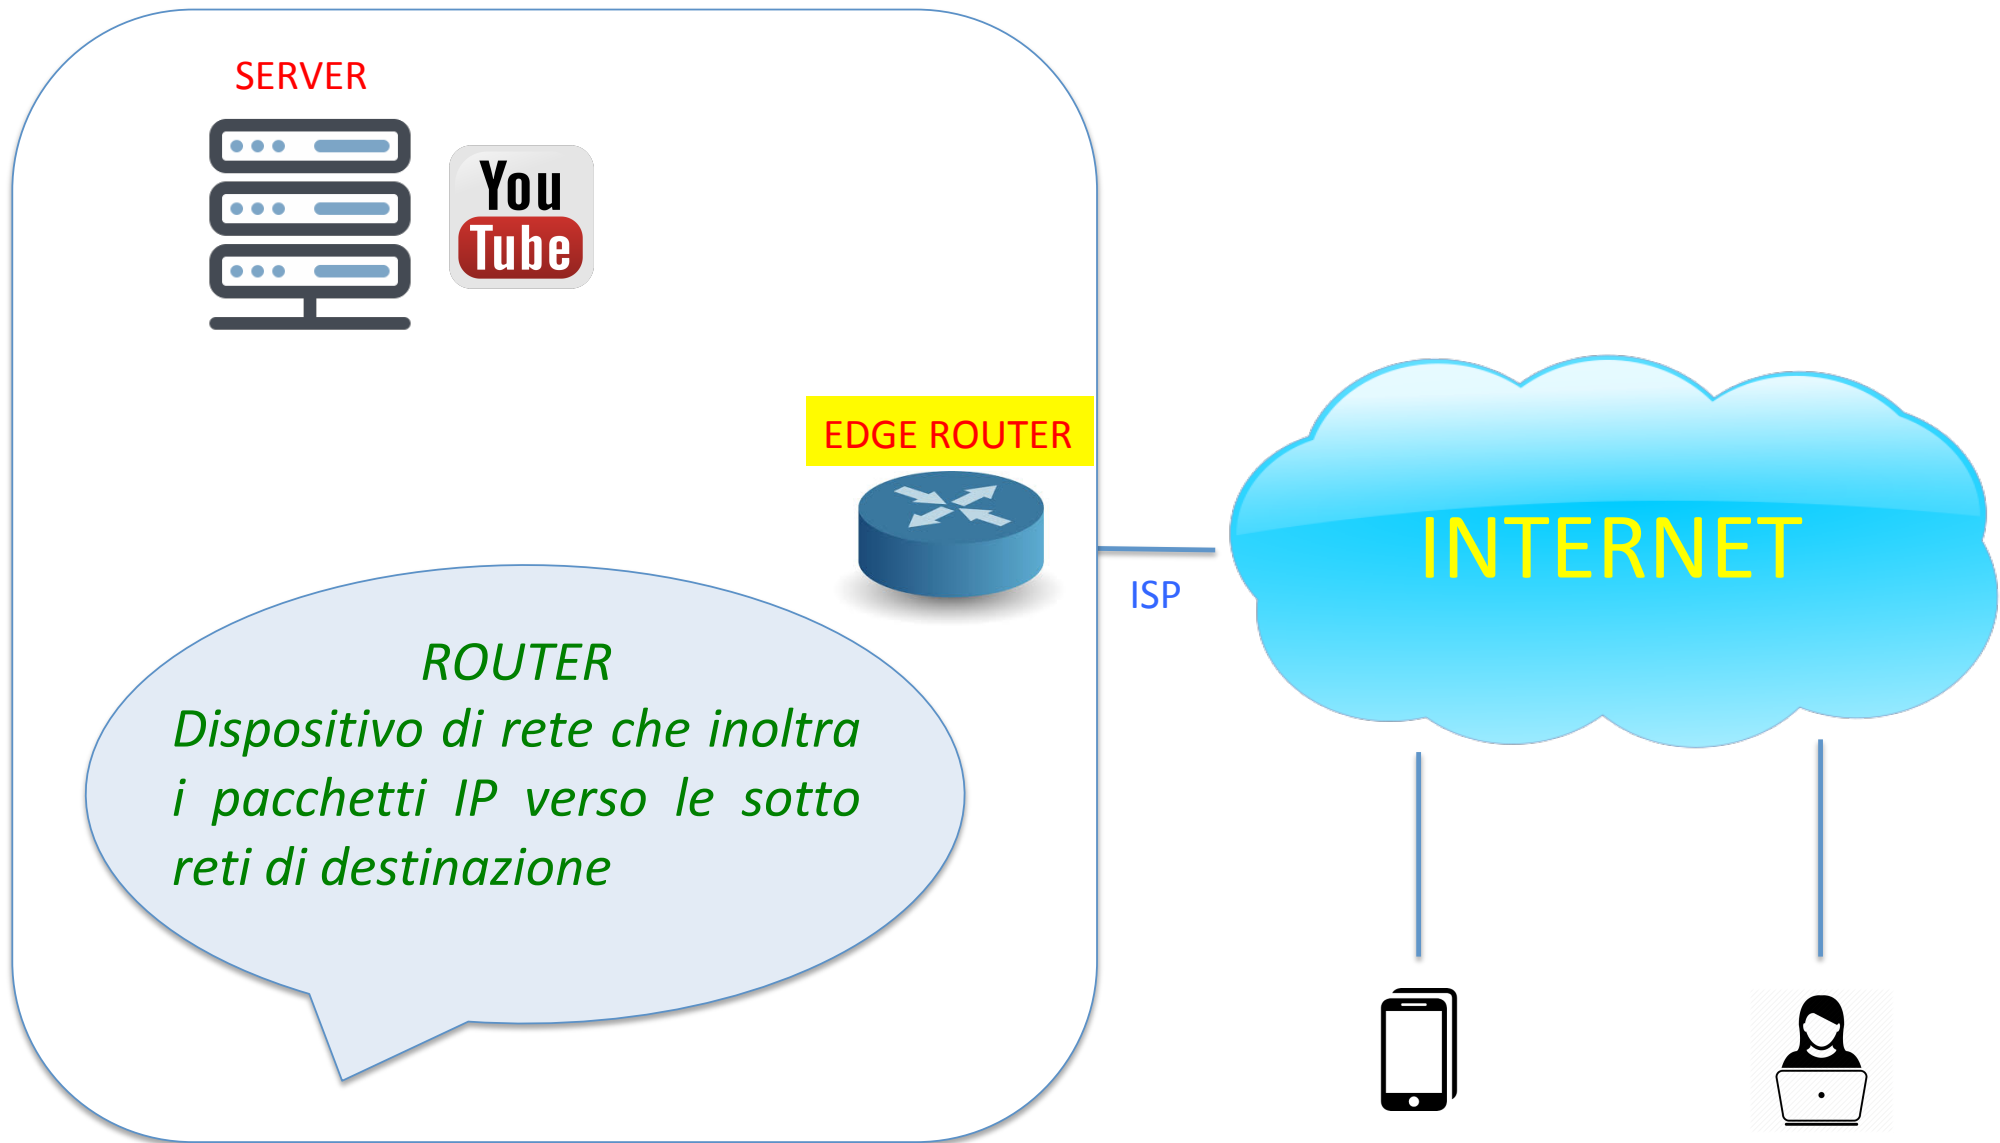 SERVER
You
Tube
EDGE ROUTER
INTERNET
ISP
ROUTER
Dispositivo di rete che inoltra
i pacchetti IP verso le sotto
reti di destinazione